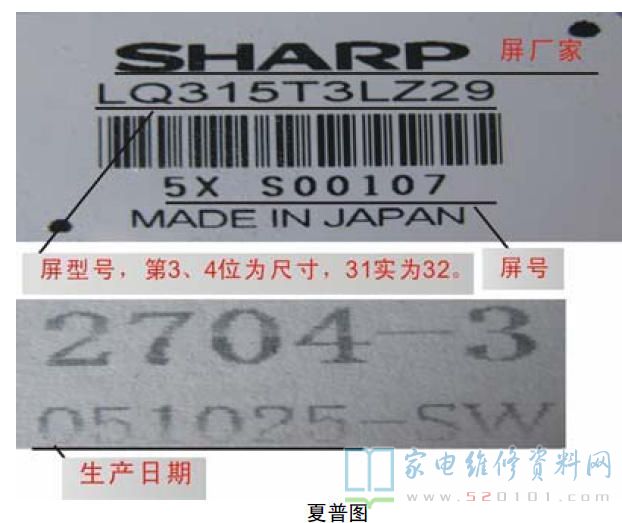 SHARP 屏厂家
LQ315T3LZ29
5X S00107
MADE IN JAPAN
屏型号，第3、4位为尺寸，31实为32。 屏号
2704-3
051025-SW
生产日期
家电维修资料网
www.520101.com
夏普图